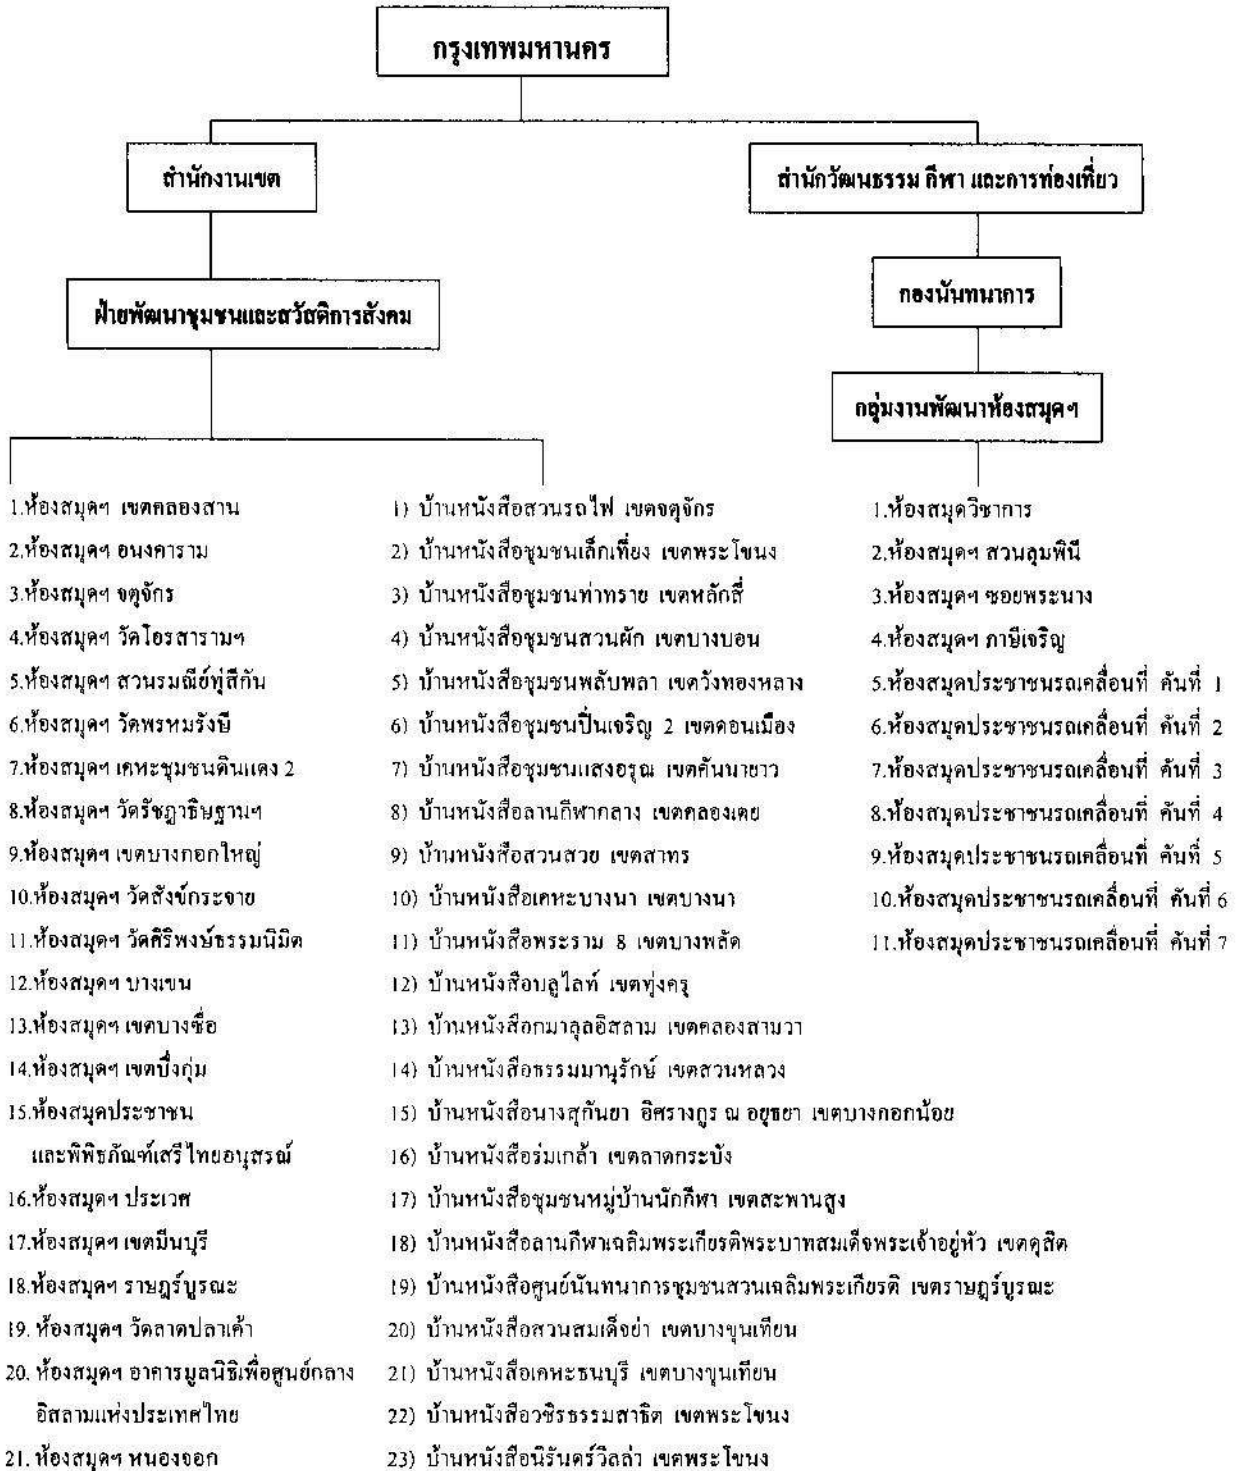 กรุงเทพมหานคร
สำนักงานเขต
สำนักวัฒนธรรม กีฬา และการท่องเที่ยว
กองนันทนาการ
ฝ่ายพัฒนาชุมชนและสวัสดิการสังคม
กลุ่มงานพัฒนาห้องสมุดฯ
1.ห้องสมุดฯ เขตคลองสาน
2.ห้องสมุดฯ อนงคาราม
3.ห้องสมุดฯ จตุจักร
4.ห้องสมุดฯ วัดโอรสารามฯ
5.ห้องสมุดฯ สวนรมณีย์ทุ่สีกัน
6.ห้องสมุดฯ วัดพรหมรังษี
7.ห้องสมุดฯ เคหะชุมชนดินแดง 2
8.ห้องสมุดฯ วัดรัชฎาธิษฐานฯ
9.ห้องสมุดฯ เขตบางกอกใหญ่
10.ห้องสมุดฯ วัดสังข์กระจาย
11.ห้องสมุดฯ วัดศิริพงษ์ธรรมนิมิต
12.ห้องสมุดฯ บางเขน
13.ห้องสมุดฯ เขตบางซื่อ
14.ห้องสมุดฯ เขตบึงกุ่ม
15.ห้องสมุดประชาชน
และพิพิธภัณฑ์เสรีไทยอนุสรณ์
16.ห้องสมุดฯ ประเวศ
17.ห้องสมุดฯ เขตมีนบุรี
18.ห้องสมุดฯ ราษฎร์บูรณะ
19. ห้องสมุดฯ วัดลาดปลาเค้า
20. ห้องสมุดฯ อาคารมูลนิธิเพื่อศูนย์กลาง
อิสลามแห่งประเทศไทย
21. ห้องสมุดฯ หนองจอก
1) บ้านหนังสือสวนรถไฟ เขตจตุจักร
2) บ้านหนังสือชุมชนเล็กเที่ยง เขตพระโขนง
3) บ้านหนังสือชุมชนท่าทราย เขตหลักสี่
4) บ้านหนังสือชุมชนสวนผัก เขตบางบอน
5) บ้านหนังสือชุมชนพลับพลา เขตวังทองหลาง
6) บ้านหนังสือชุมชนปิ่นเจริญ 2 เขตดอนเมือง
7) บ้านหนังสือชุมชนแสงอรุณ เขตคันนายาว
8) บ้านหนังสือลานกีฬากลาง เขตคลองเตย
9) บ้านหนังสือสวนสวย เขตสาทร
10) บ้านหนังสือเคหะบางนา เขตบางนา
11) บ้านหนังสือพระราม 8 เขตบางพลัด
12) บ้านหนังสือบลูไลท์ เขตทุ่งครุ
13) บ้านหนังสือกมาลุลอิสลาม เขตคลองสามวา
14) บ้านหนังสือธรรมมานุรักษ์ เขตสวนหลวง
15) บ้านหนังสือนางสุกันยา อิศรางกูร ณ อยุธยา เขตบางกอกน้อย
16) บ้านหนังสือร่มเกล้า เขตลาดกระบัง
17) บ้านหนังสือชุมชนหมู่บ้านนักกีฬา เขตสะพานสูง
18) บ้านหนังสือลานกีฬาเฉลิมพระเกียรติพระบาทสมเด็จพระเจ้าอยู่หัว เขตดุสิต
19) บ้านหนังสือศูนย์นันทนาการชุมชนสวนเฉลิมพระเกียรติ เขตราษฎร์บูรณะ
20) บ้านหนังสือสวนสมเด็จย่า เขตบางขุนเทียน
21) บ้านหนังสือเคหะธนบุรี เขตบางขุนเทียน
22) บ้านหนังสือวชิรธรรมสาธิต เขตพระโขนง
23) บ้านหนังสือนิรันดร์วิลล่า เขตพระโขนง
1.ห้องสมุดวิชาการ
2.ห้องสมุดฯ สวนลุมพินี
3.ห้องสมุดฯ ซอยพระนาง
4.ห้องสมุดฯ ภาษีเจริญ
5.ห้องสมุดประชาชนรถเคลื่อนที่ คันที่ 1
6.ห้องสมุดประชาชนรถเคลื่อนที่ คันที่ 2
7.ห้องสมุดประชาชนรถเคลื่อนที่ คันที่ 3
8.ห้องสมุดประชาชนรถเคลื่อนที่ คันที่ 4
9.ห้องสมุดประชาชนรถเคลื่อนที่ คันที่ 5
10.ห้องสมุดประชาชนรถเคลื่อนที่ คันที่ 6
11.ห้องสมุดประชาชนรถเคลื่อนที่ คันที่ 7